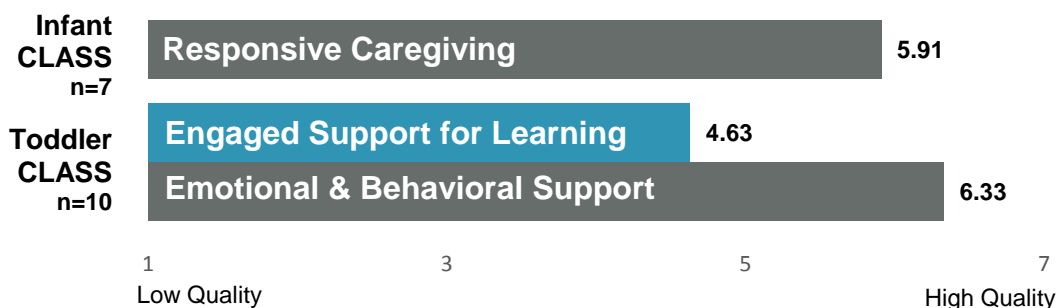 Infant
CLASS
n=7
Responsive Caregiving
5.91
Toddler
CLASS
n=10
Engaged Support for Learning
4.63
Emotional & Behavioral Support
6.33
1 3 5 7
Low Quality High Quality